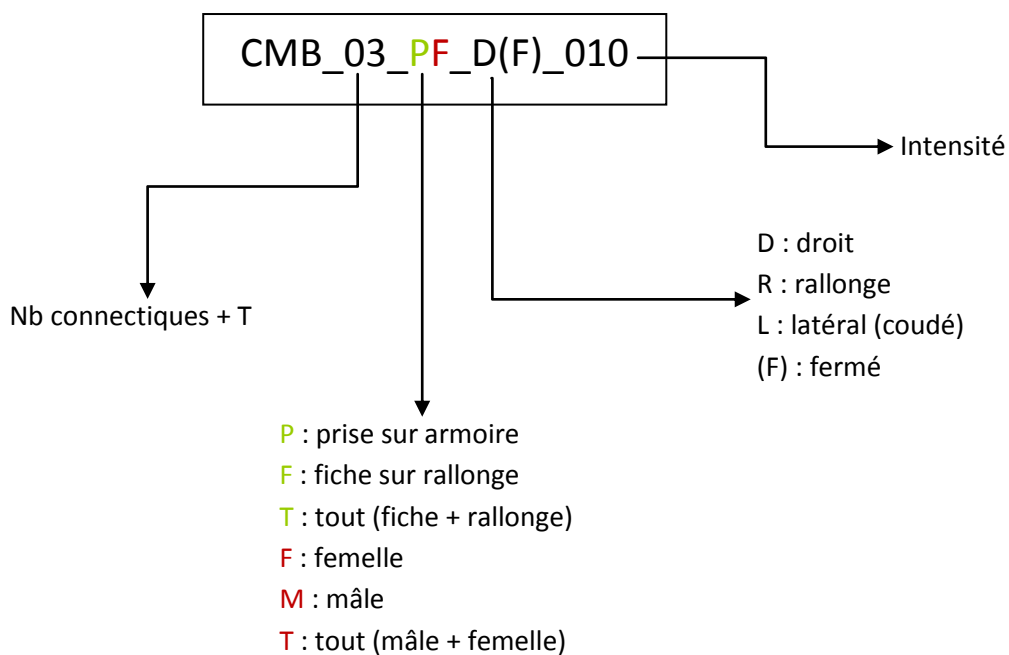 CMB_03_PF_D(F)_010
Intensité
D : droit
R : rallonge
L : latéral (coudé)
(F) : fermé
Nb connectiques + T
P : prise sur armoire
F : fiche sur rallonge
T : tout (fiche + rallonge)
F : femelle
M : mâle
T : tout (mâle + femelle)